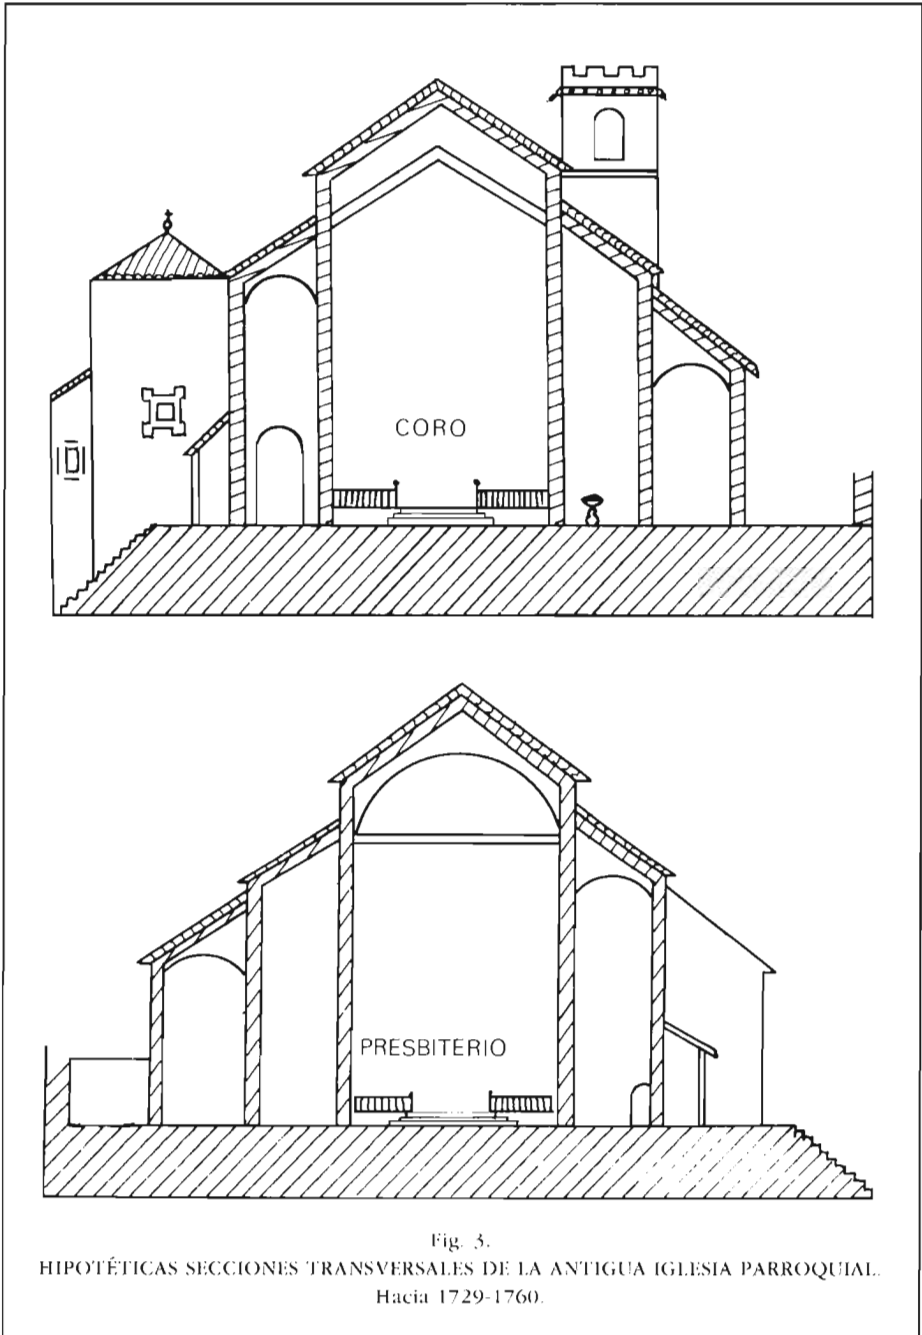 CORO
PRESBITERIO
Fig. 3.
HIPOTÉTICAS SECCIONES TRANSVERSALES DE LA ANTIGUA IGLESIA PARROQUIAL.
Hacia 1729-1760.